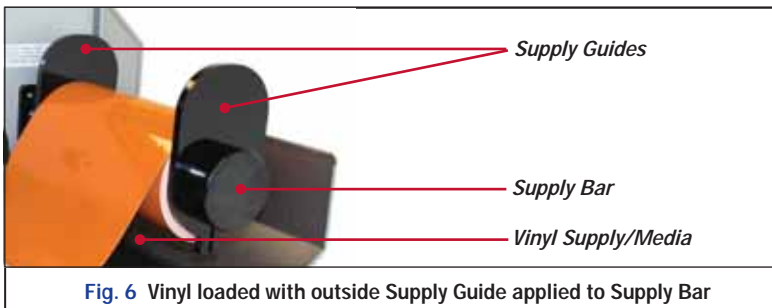 Supply Guides
Supply Bar
Vinyl Supply/Media
Fig. 6 Vinyl loaded with outside Supply Guide applied to Supply Bar